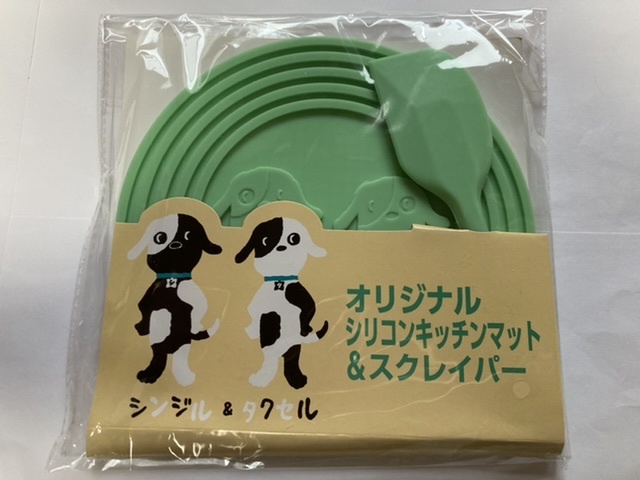 オリジナル
シリコンキッチンマット
&スクレイパー
シンジル & タクセル